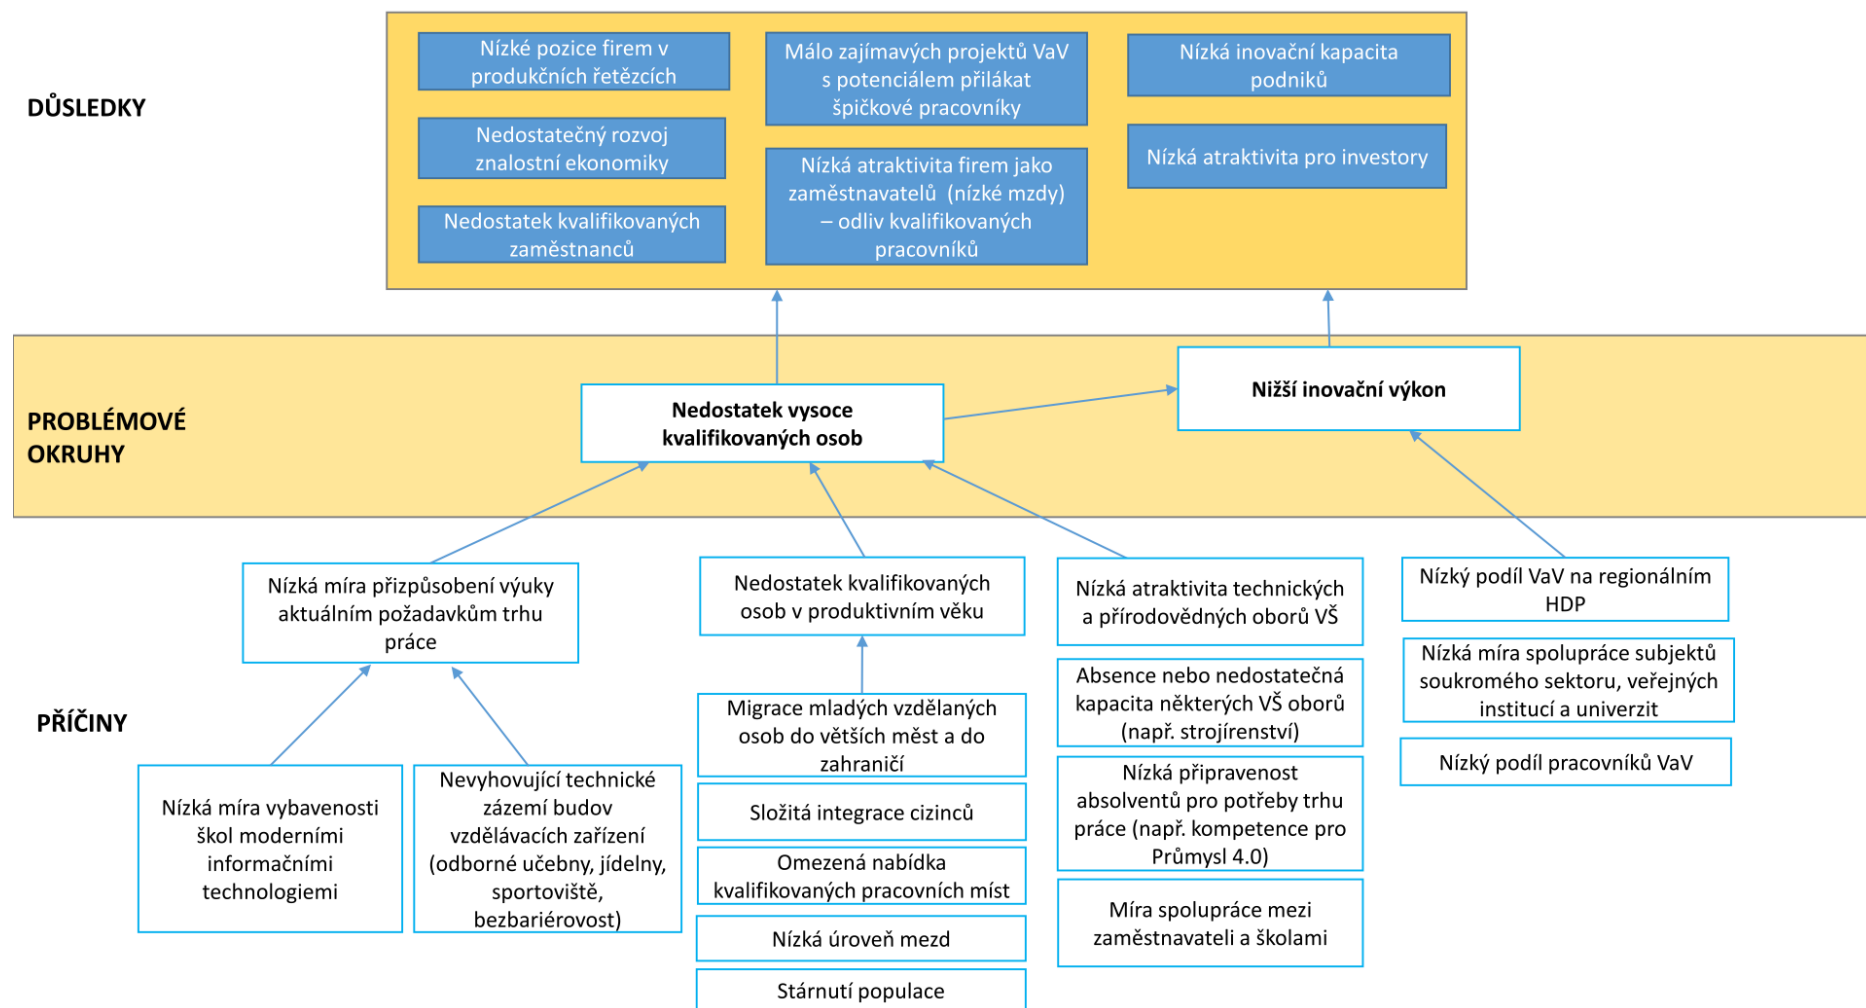 DŮSLEDKY
Nízké pozice firem v
produkčních řetězcích
Nedostatečný rozvoj
znalostní ekonomiky
Nedostatek kvalifikovaných
zaměstnanců
Málo zajímavých projektů VaV
s potenciálem přilákat
špičkové pracovníky
Nízká atraktivita firem jako
zaměstnavatelů (nízké mzdy)
– odliv kvalifikovaných
pracovníků
Nízká inovační kapacita
podniků
Nízká atraktivita pro investory
PROBLÉMOVÉ
OKRUHY
Nedostatek vysoce
kvalifikovaných osob
Nižší inovační výkon
PŘÍČINY
Nízká míra přizpůsobení výuky
aktuálním požadavkům trhu
práce
Nízká míra vybavenosti
škol moderními
informačními
technologiemi
Nevyhovující technické
zázemí budov
vzdělávacích zařízení
(odborné učebny, jídelny,
sportoviště,
bezbariérovost)
Nedostatek kvalifikovaných
osob v produktivním věku
Migrace mladých vzdělaných
osob do větších měst a do
zahraničí
Složitá integrace cizinců
Omezená nabídka
kvalifikovaných pracovních míst
Nízká úroveň mezd
Stárnutí populace
Nízká atraktivita technických
a přírodovědných oborů VŠ
Absence nebo nedostatečná
kapacita některých VŠ oborů
(např. strojírenství)
Nízká připravenost
absolventů pro potřeby trhu
práce (např. kompetence pro
Průmysl 4.0)
Míra spolupráce mezi
zaměstnavateli a školami
Nízký podíl VaV na regionálním
HDP
Nízká míra spolupráce subjektů
soukromého sektoru, veřejných
institucí a univerzit
Nízký podíl pracovníků VaV